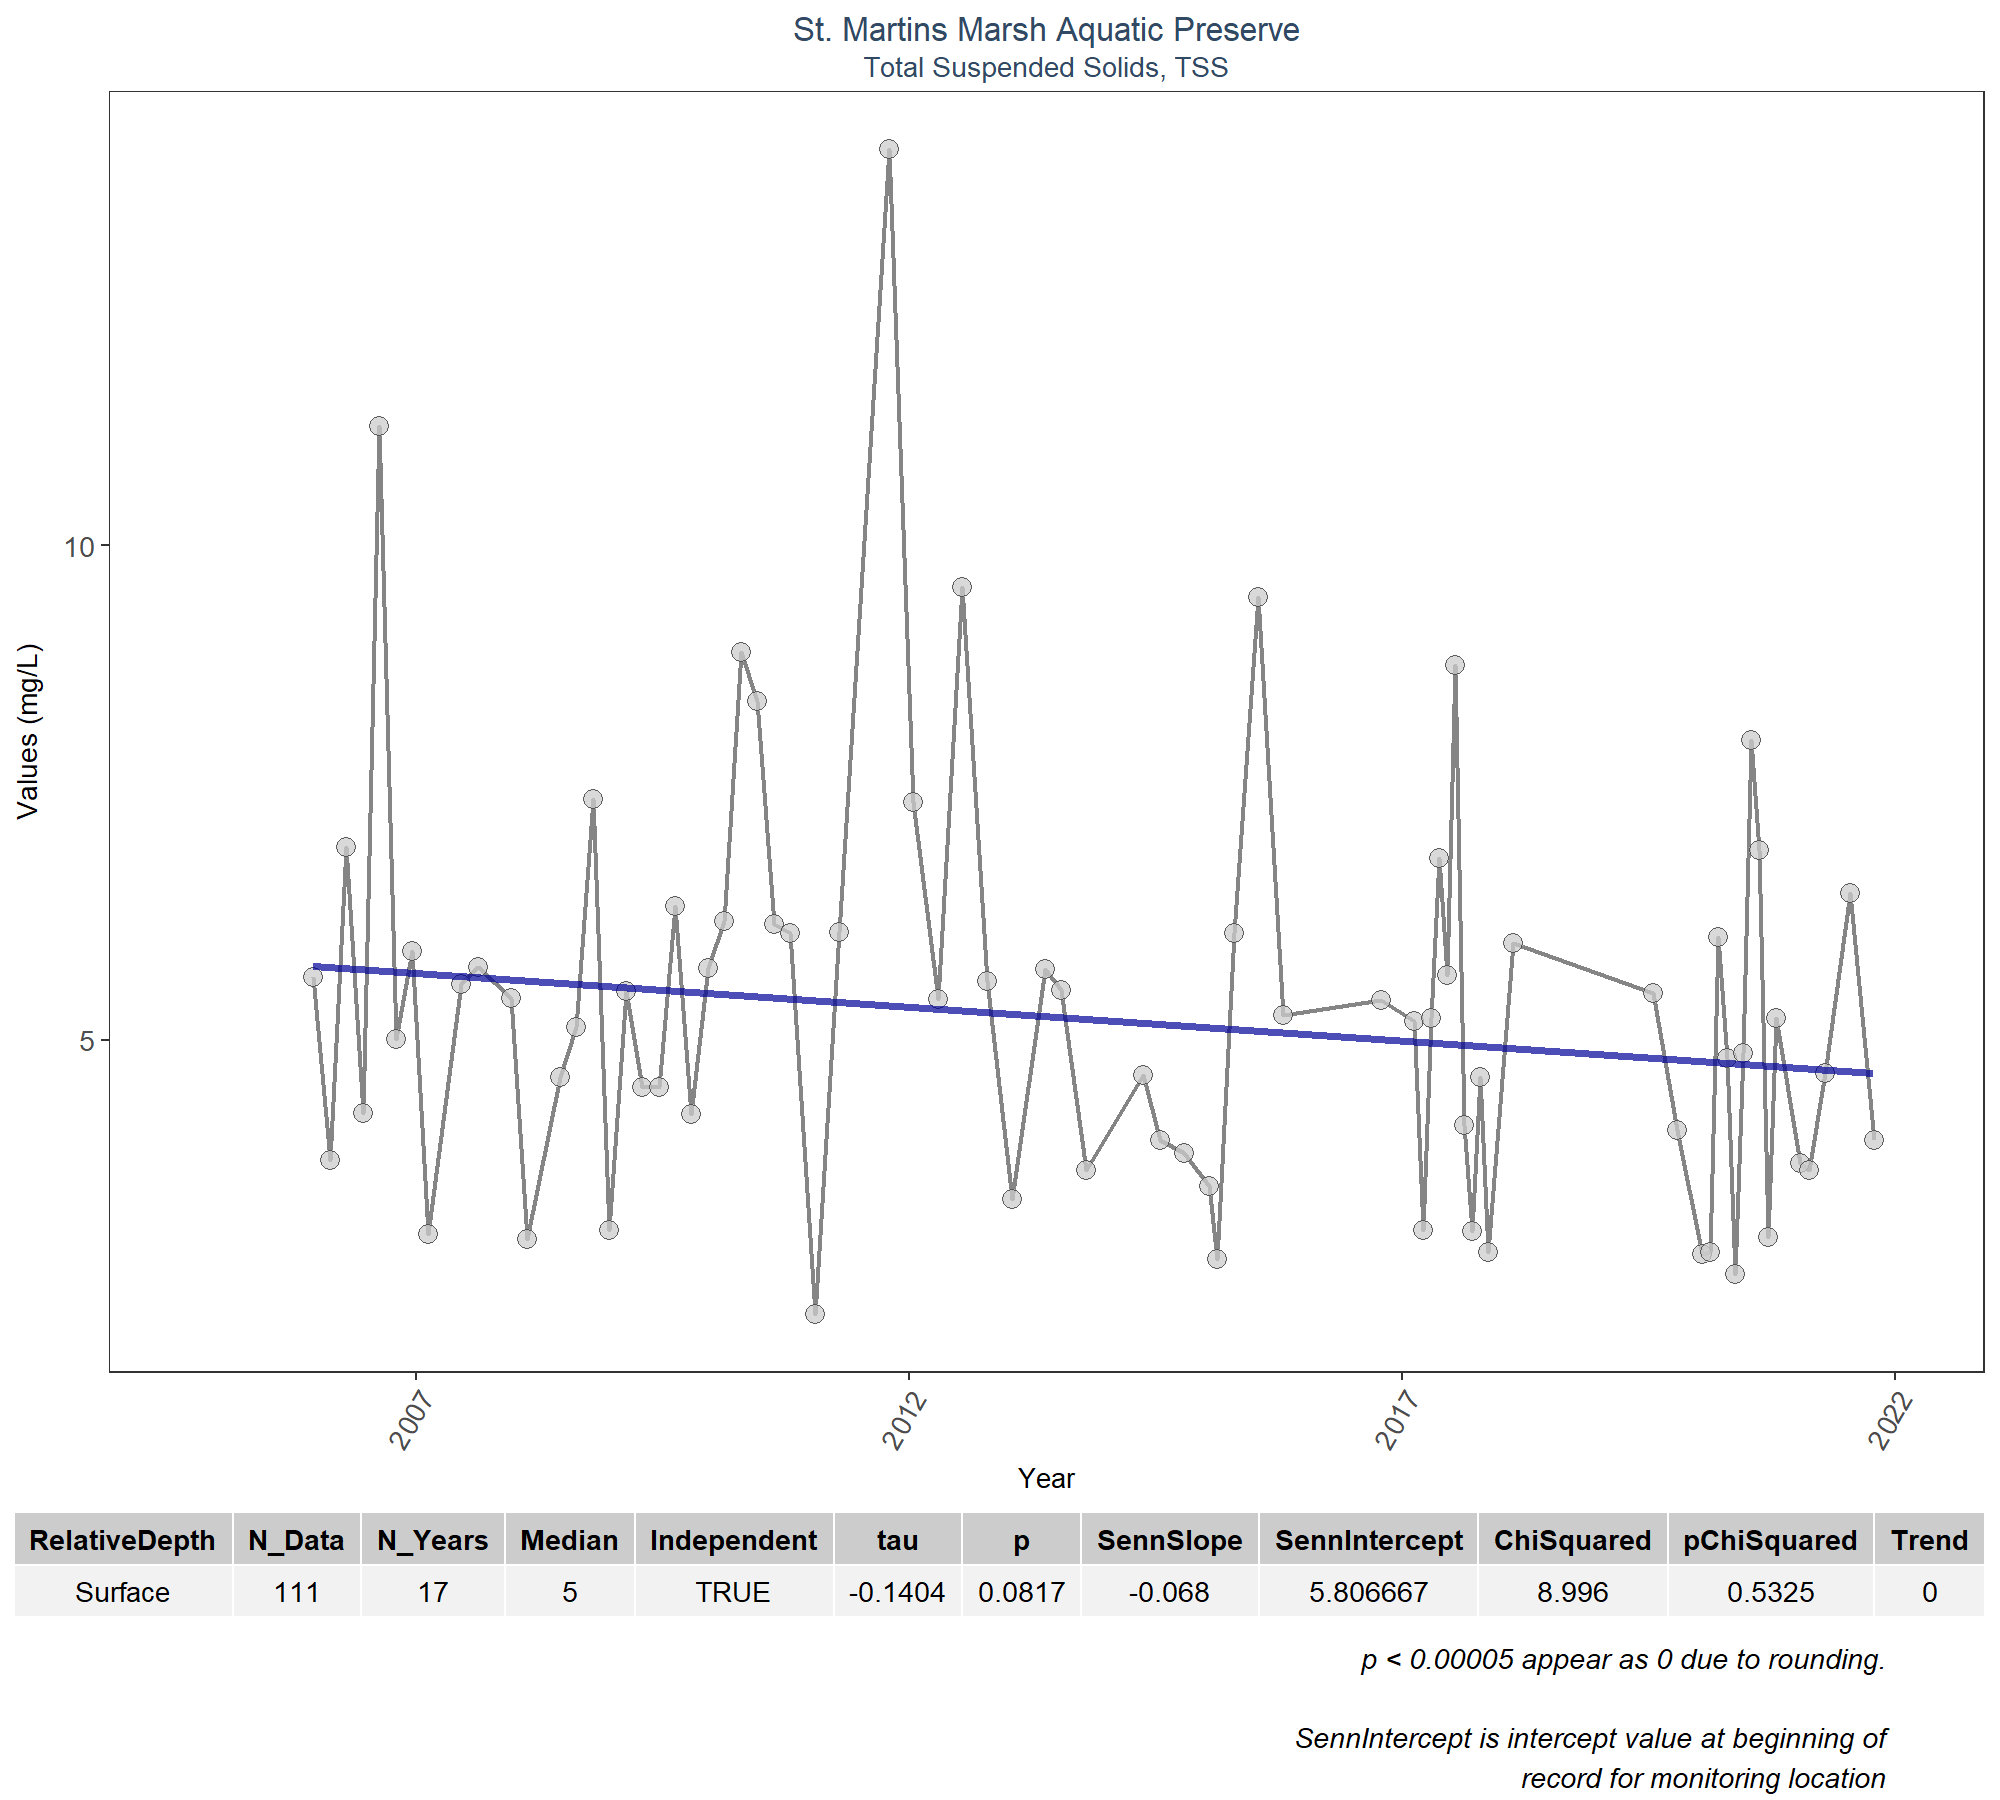 St. Martins Marsh Aquatic Preserve
Total Suspended Solids, TSS
Values (mg/L)
10
5
2007 2012 2017 2022
Year
RelativeDepth N_Data N_Years Median Independent tau p SennSlope SennIntercept ChiSquared pChiSquared Trend
Surface 111 17 5 TRUE -0.1404 0.0817 -0.068 5.806667 8.996 0.5325 0
p < 0.00005 appear as 0 due to rounding.
SennIntercept is intercept value at beginning of
record for monitoring location